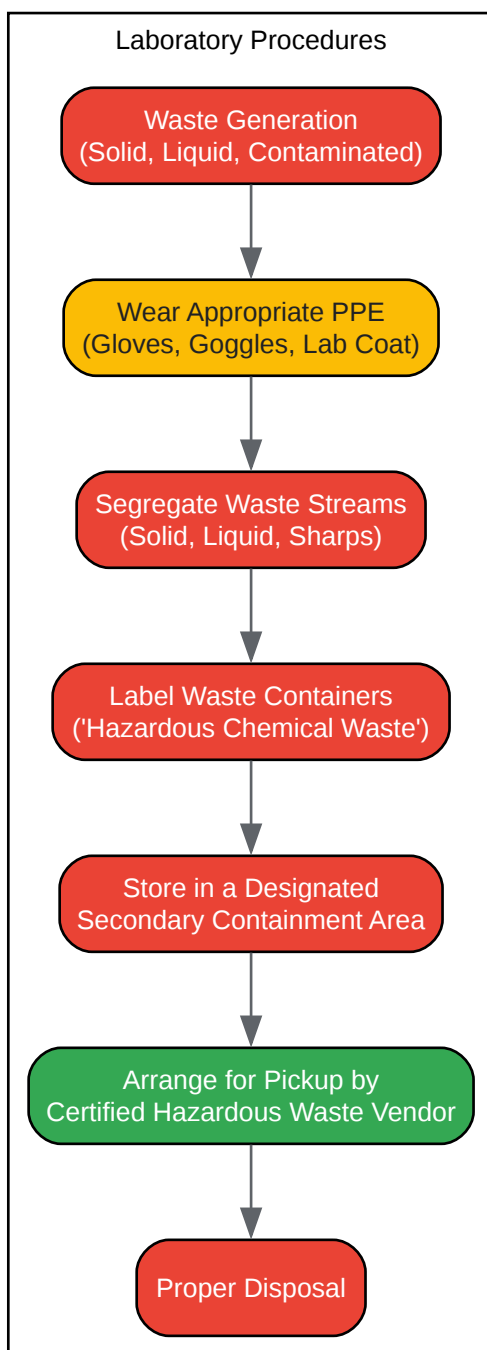 Laboratory Procedures
Waste Generation
(Solid, Liquid, Contaminated)
Wear Appropriate PPE
(Gloves, Goggles, Lab Coat)
Segregate Waste Streams
(Solid, Liquid, Sharps)
Label Waste Containers
('Hazardous Chemical Waste')
Store in a Designated
Secondary Containment Area
Arrange for Pickup by
Certified Hazardous Waste Vendor
Proper Disposal